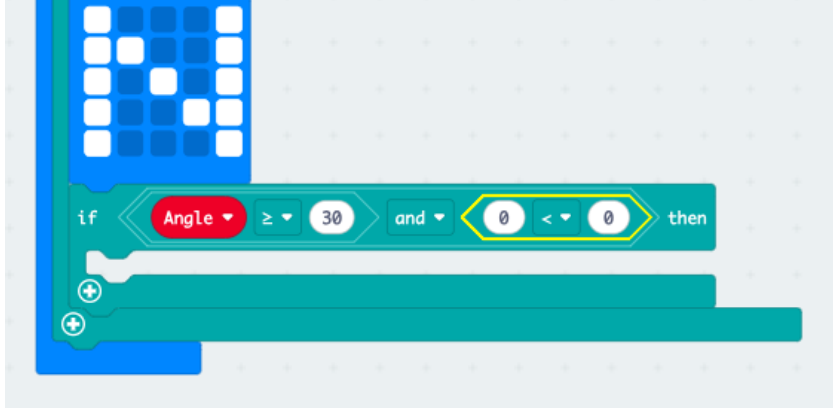 if Angle ≥ 30 and 0 < 0 then